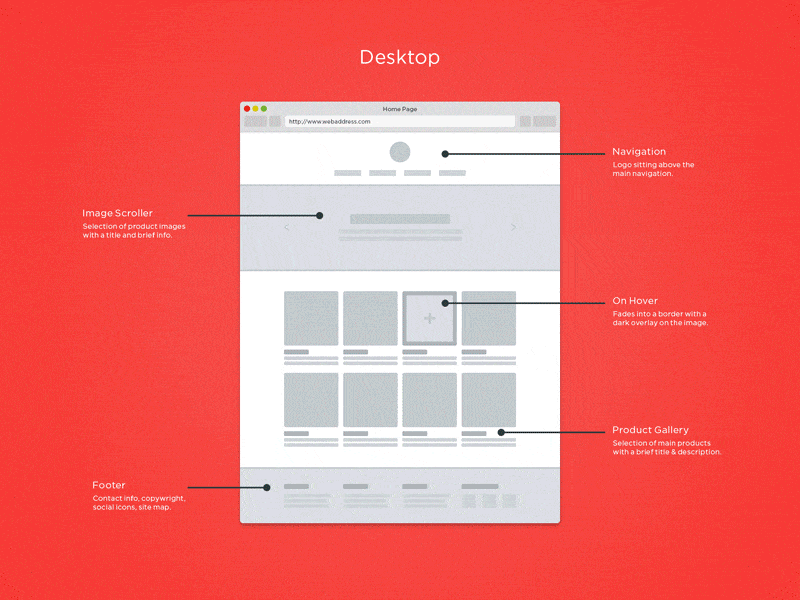 Desktop
Home Page
http://www.webaddress.com
Navigation
Logo sitting above the
main navigation.
Image Scroller
Selection of product images
with a title and brief info.
On Hover
Fades into a border with a
dark overlay on the image.
Product Gallery
Selection of main products
with a brief title & description.
Footer
Contact info, copywright,
social icons, site map.